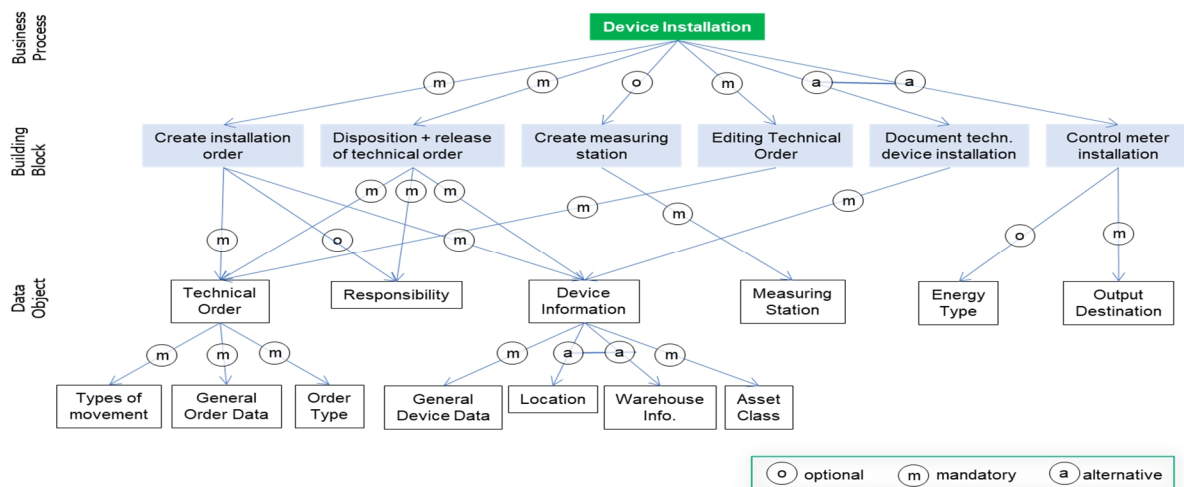 Business
Process
Device Installation
m
m
o
m
a
a
Building
Block
Create installation
order
Disposition + release
of technical order
Create measuring
station
Editing Technical
Order
Document techn.
device installation
Control meter
installation
m
m
m
m
m
m
m
o
m
o
m
Data
Object
Technical
Order
Responsibility
Device
Information
Measuring
Station
Energy
Type
Output
Destination
m
m
m
m
a
a
m
Types of
movement
General
Order Data
Order
Type
General
Device Data
Location
Warehouse
Info.
Asset
Class
o optional
m mandatory
a alternative